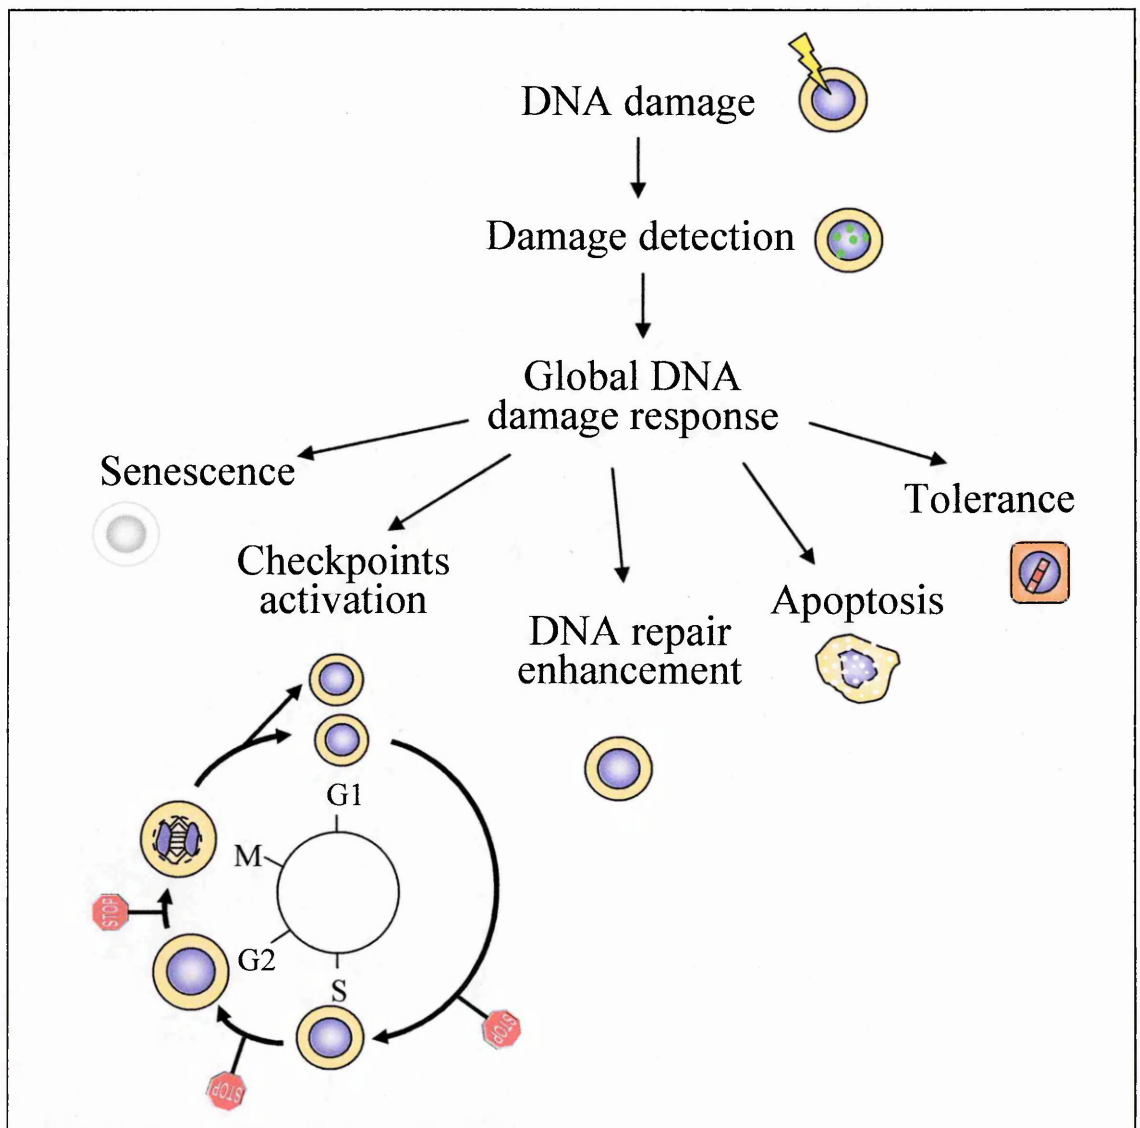 DNA damage
Damage detection
Global DNA
damage response
Senescence
Tolerance
Checkpoints
activation
Apoptosis
DNA repair
enhancement
G1
M
STOP
G2
S
STOP
STOP